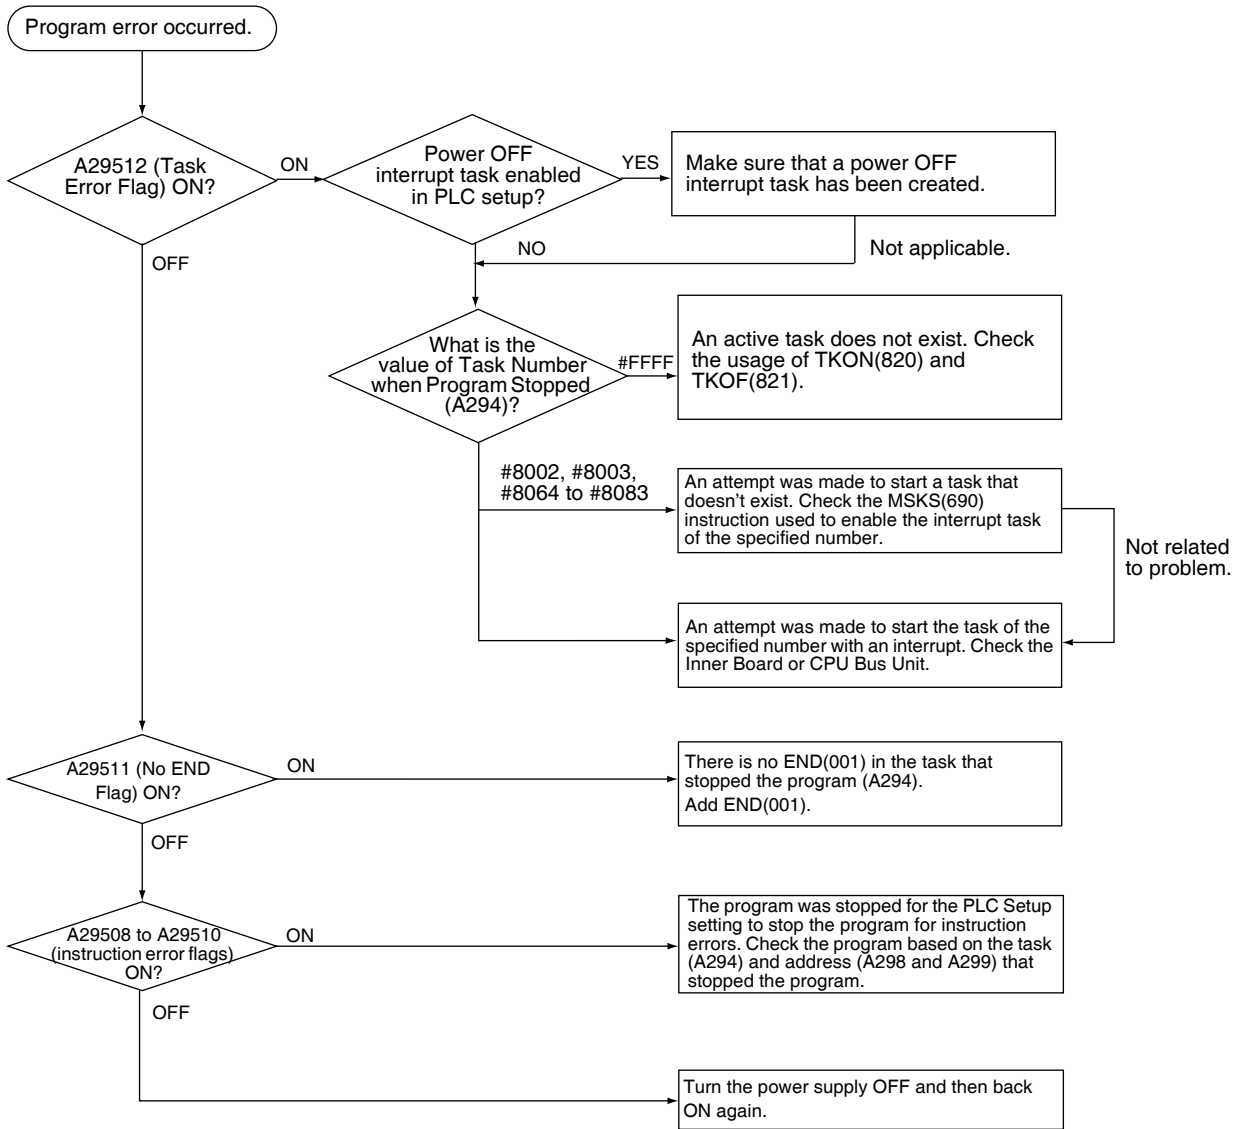 Program error occurred.
A29512 (Task
Error Flag) ON?
ON
OFF
Power OFF
interrupt task enabled
in PLC setup?
YES
NO
Make sure that a power OFF
interrupt task has been created.
Not applicable.
What is the
value of Task Number
when Program Stopped
(A294)?
#FFFF
An active task does not exist. Check
the usage of TKON(820) and
TKOF(821).
#8002, #8003,
#8064 to #8083
An attempt was made to start a task that
doesn't exist. Check the MSKS(690)
instruction used to enable the interrupt task
of the specified number.
Not related
to problem.
An attempt was made to start the task of the
specified number with an interrupt. Check the
Inner Board or CPU Bus Unit.
A29511 (No END
Flag) ON?
ON
OFF
There is no END(001) in the task that
stopped the program (A294).
Add END(001).
A29508 to A29510
(instruction error flags)
ON?
ON
OFF
The program was stopped for the PLC Setup
setting to stop the program for instruction
errors. Check the program based on the task
(A294) and address (A298 and A299) that
stopped the program.
Turn the power supply OFF and then back
ON again.